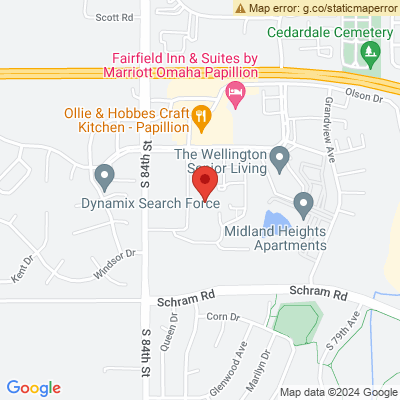 Scott Rd
Map error: g.co/staticmaperror
Cedardale Cemetery
Fairfield Inn & Suites by
Marriott Omaha Papillion
Olson Dr
Grandview Ave
Ollie & Hobbes Craft
Kitchen - Papillion
S 84th St
The Wellington
Senior Living
Dynamix Search Force
Midland Heights
Apartments
Kent Dr
Windsor Dr
Schram Rd
Schram Rd
S 84th St
Queen Dr
Corn Dr
Glenwood Ave
Marilyn Dr
S 79th Ave
Google
Map data ©2024 Google